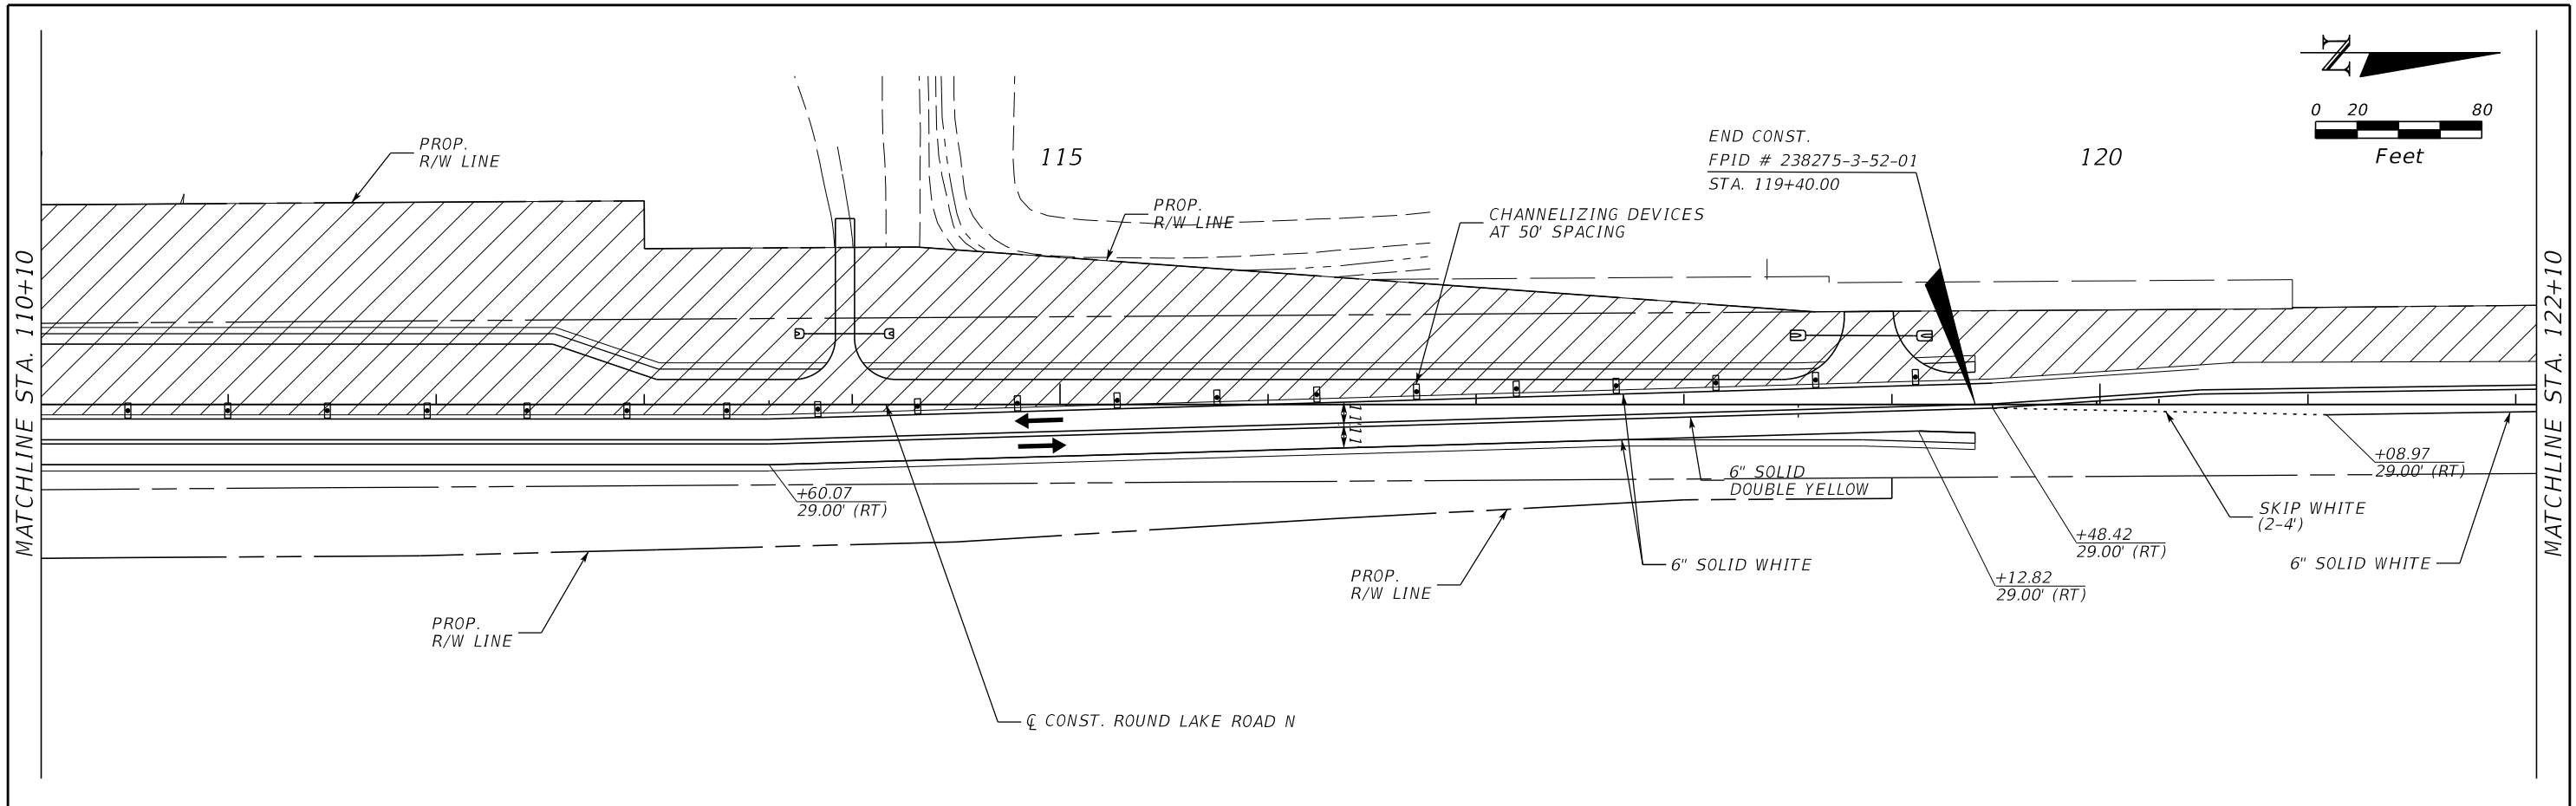 N
0 20 80
Feet
115
120
END CONST.
FPID # 238275-3-52-01
STA. 119+40.00
PROP.
R/W LINE
PROP.
R/W LINE
CHANNELIZING DEVICES
AT 50' SPACING
MATCHLINE STA. 110+10
MATCHLINE STA. 122+10
11'
11'
+60.07
29.00' (RT)
6" SOLID
DOUBLE YELLOW
+08.97
29.00' (RT)
SKIP WHITE
(2-4')
+48.42
29.00' (RT)
6" SOLID WHITE
6" SOLID WHITE
PROP.
R/W LINE
+12.82
29.00' (RT)
PROP.
R/W LINE
℄ CONST. ROUND LAKE ROAD N